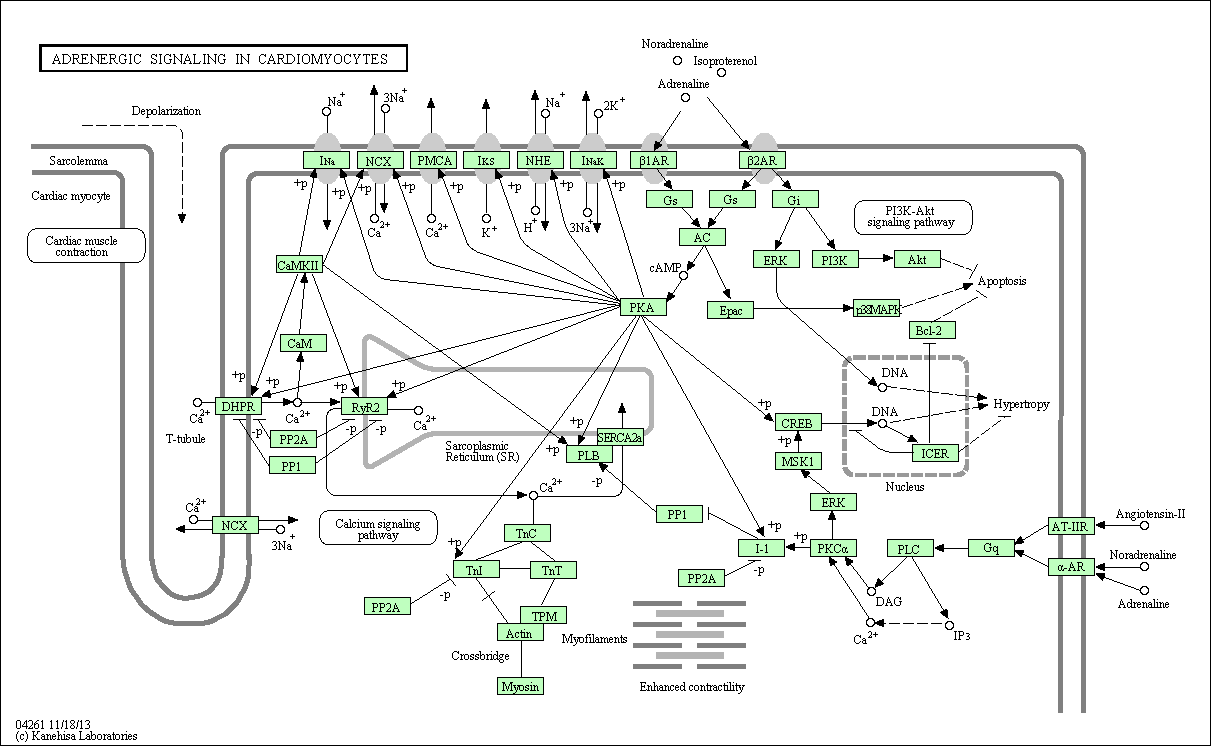 ADRENERGIC SIGNALING IN CARDIOMYOCYTES
Noradrenaline
Isoproterenol
Adrenaline
Depolarization
Na+
3Na+
Na+
2K+
Sarcolemma
INa
NCX
PMCA
IKs
NHE
INaK
β1AR
β2AR
+p
+p
+p
+p
+p
+p
+p
+p
Cardiac myocyte
Gs
Gs
Gi
PI3K-Akt
signaling pathway
Ca2+
Ca2+
K+
H+
3Na+
Cardiac muscle
contraction
AC
CaMKII
cAMP
ERK
PI3K
Akt
Apoptosis
PKA
Epac
p38MAPK
Bcl-2
CaM
+p
+p
+p
DNA
DHPR
Ca2+
Ca2+
RyR2
Ca2+
+p
DNA
Hypertropy
T-tubule
-p
PP2A
-p
-p
+p
CREB
PP1
Sarcoplasmic
Reticulum (SR)
+p
PLB
SERCA2a
+p
MSK1
ICER
-p
Nucleus
Ca2+
Ca2+
ERK
NCX
3Na+
Calcium signaling
pathway
PP1
Angiotensin-II
AT-IIR
TnC
+p
+p
+p
I-1
PKCα
PLC
Gq
Noradrenaline
α-AR
TnI
TnT
-p
PP2A
-p
PP2A
DAG
Adrenaline
TPM
Actin
Myofilaments
Ca2+
IP3
Crossbridge
Myosin
Enhanced contractility
04261 11/18/13
(c) Kanehisa Laboratories